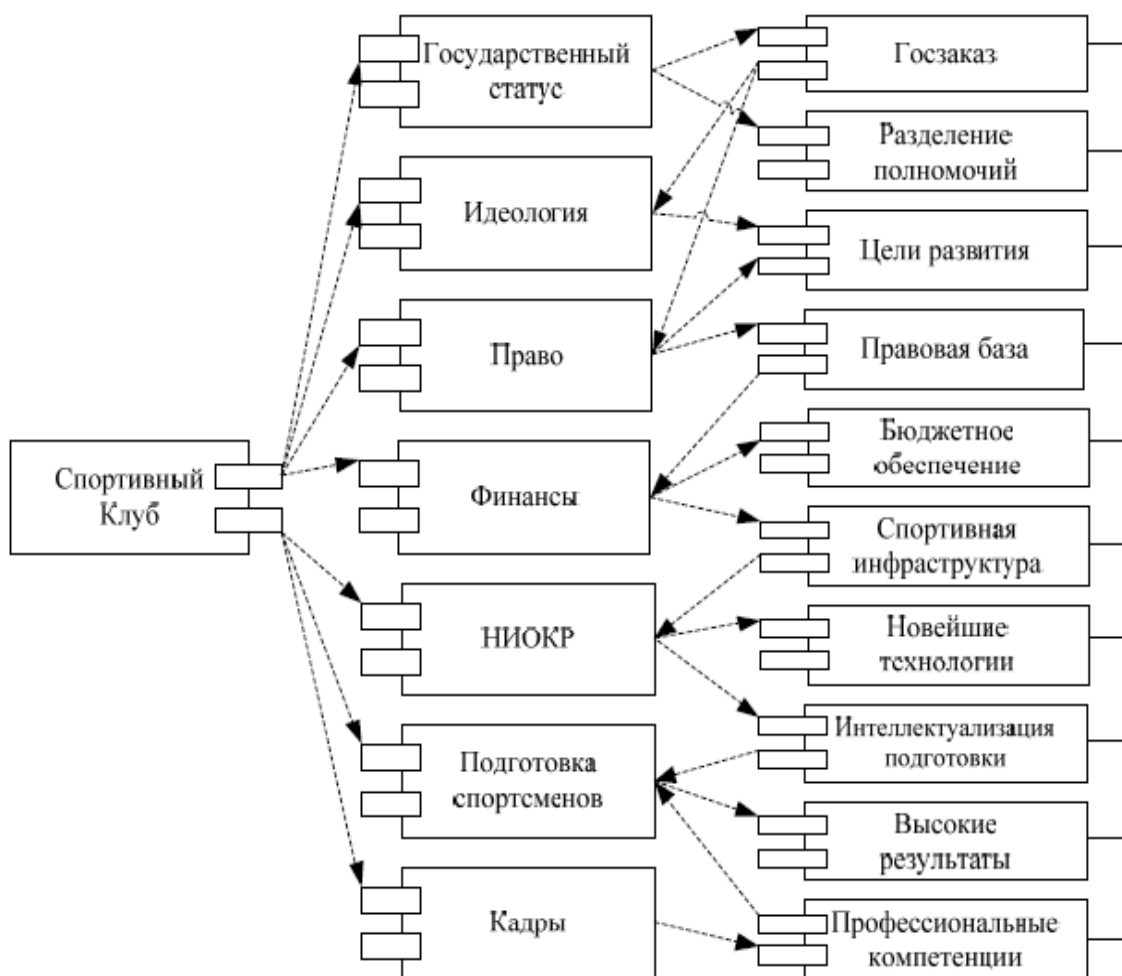 Государственный
статус
Госзаказ
Разделение
полномочий
Идеология
Цели развития
Право
Правовая база
Спортивный
Клуб
Финансы
Бюджетное
обеспечение
Спортивная
инфраструктура
НИОКР
Новейшие
технологии
Интеллектуализация
подготовки
Подготовка
спортсменов
Высокие
результаты
Кадры
Профессиональные
компетенции